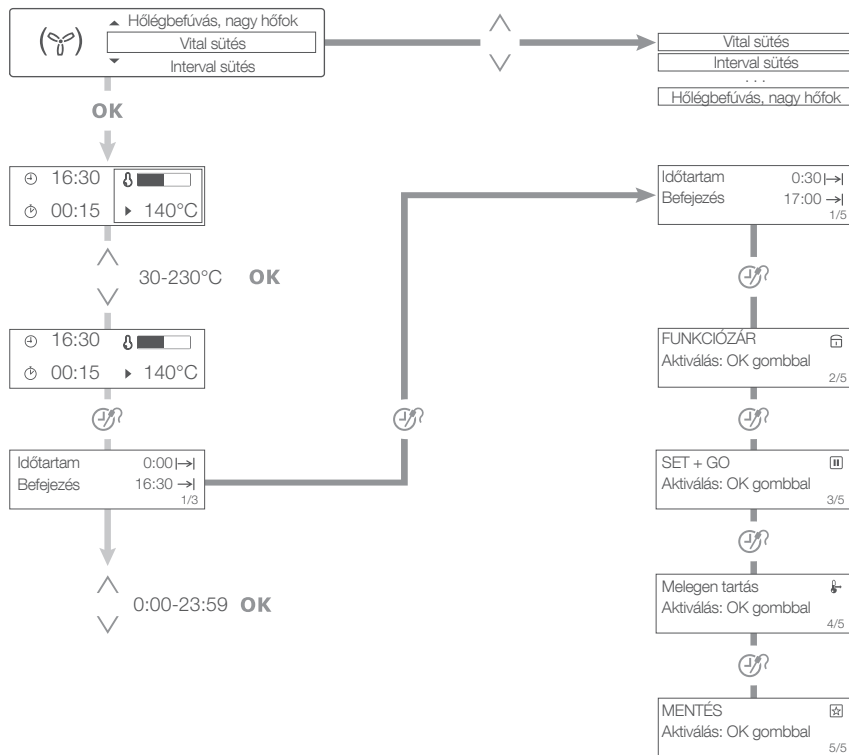 Hőlégbefúvás, nagy hőfok
Vital sütés
Interval sütés
Vital sütés
Interval sütés
. . .
Hőlégbefúvás, nagy hőfok
OK
16:30
00:15 140°C
30-230°C OK
16:30
00:15 140°C
Időtartam 0:00
Befejezés 16:30
1/3
0:00-23:59 OK
Időtartam 0:30
Befejezés 17:00
1/5
FUNKCIÓZÁR
Aktiválás: OK gombbal
2/5
SET + GO
Aktiválás: OK gombbal
3/5
Melegen tartás
Aktiválás: OK gombbal
4/5
MENTÉS
Aktiválás: OK gombbal
5/5